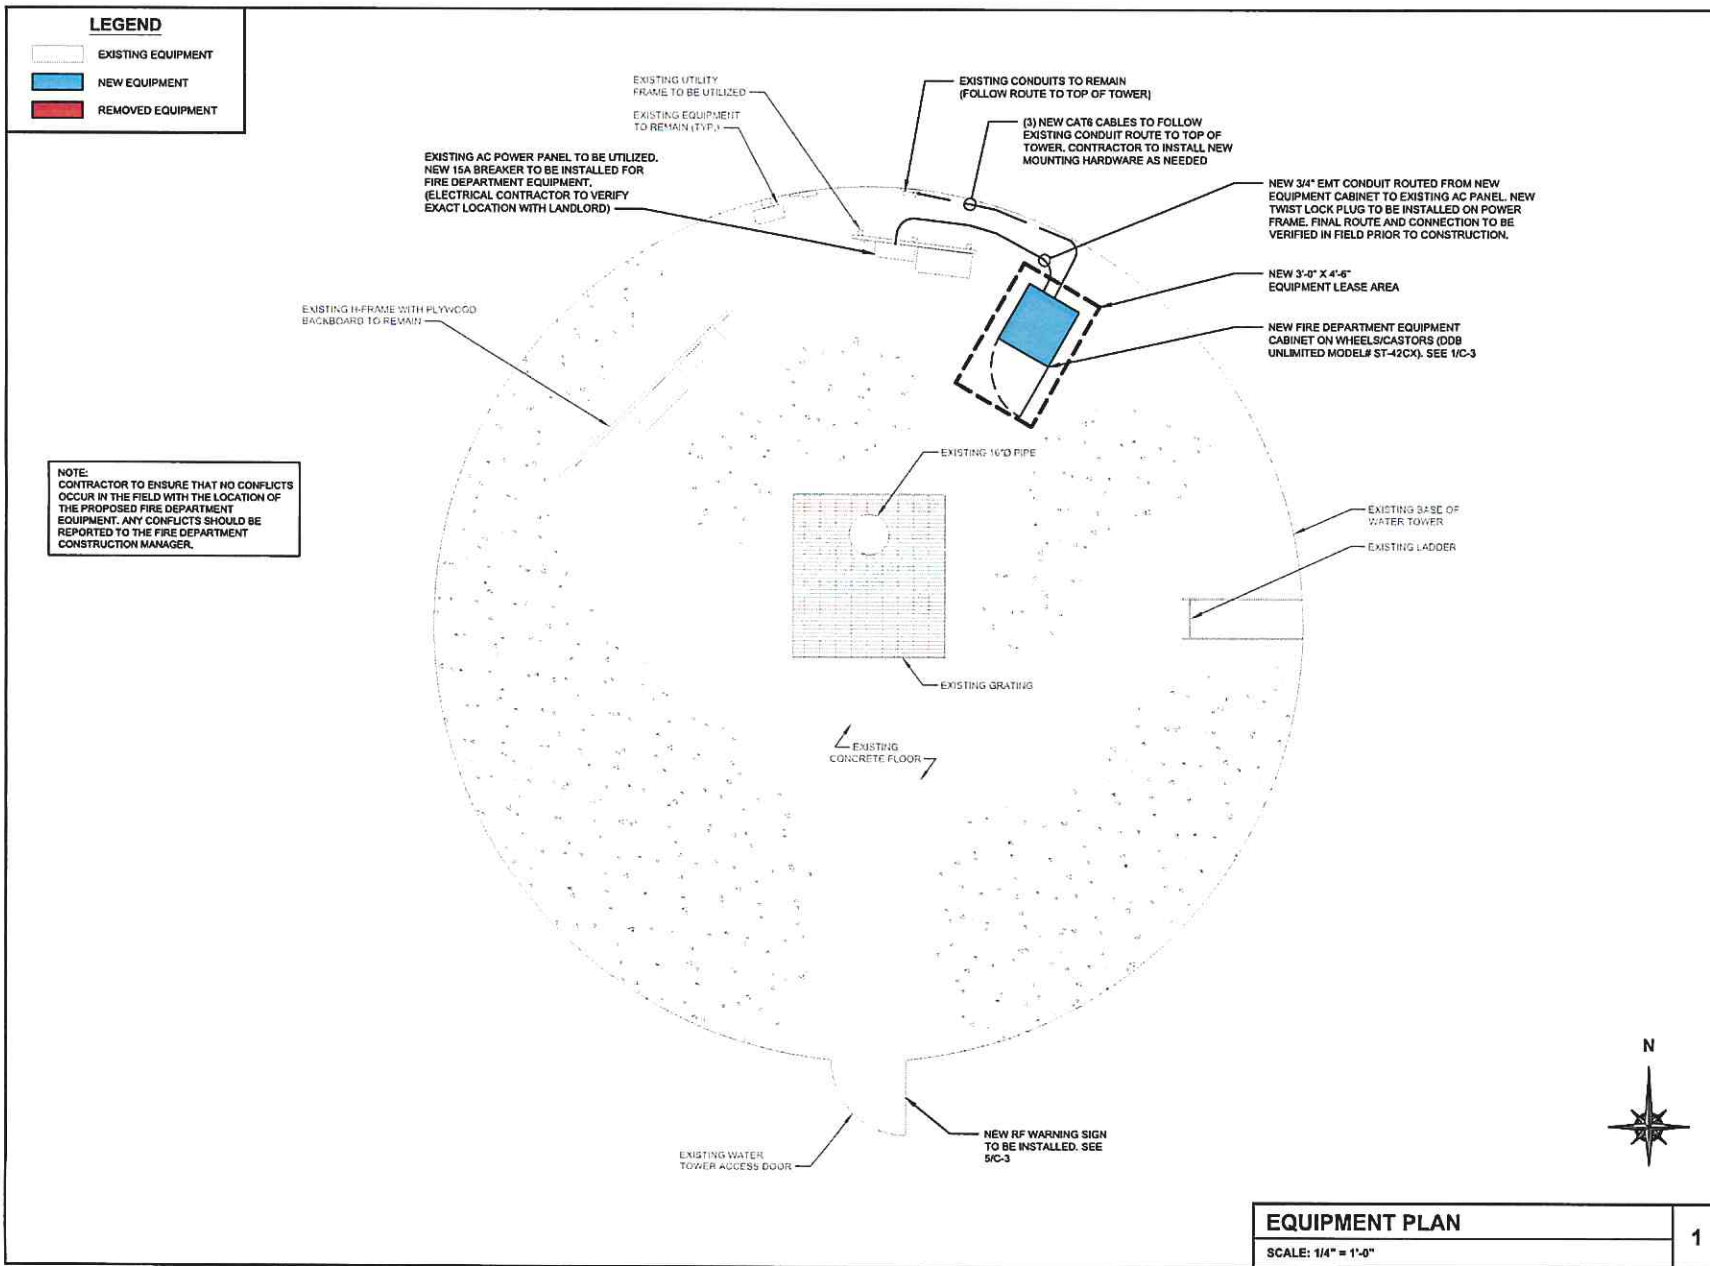 LEGEND
EXISTING EQUIPMENT
NEW EQUIPMENT
REMOVED EQUIPMENT
EXISTING UTILITY
FRAME TO BE UTILIZED
EXISTING EQUIPMENT
TO REMAIN (TYP.)
EXISTING AC POWER PANEL TO BE UTILIZED.
NEW 15A BREAKER TO BE INSTALLED FOR
FIRE DEPARTMENT EQUIPMENT.
(ELECTRICAL CONTRACTOR TO VERIFY
EXACT LOCATION WITH LANDLORD)
EXISTING CONDUITS TO REMAIN
(FOLLOW ROUTE TO TOP OF TOWER)
(3) NEW CAT6 CABLES TO FOLLOW
EXISTING CONDUIT ROUTE TO TOP OF
TOWER. CONTRACTOR TO INSTALL NEW
MOUNTING HARDWARE AS NEEDED
NEW 3/4" EMT CONDUIT ROUTED FROM NEW
EQUIPMENT CABINET TO EXISTING AC PANEL. NEW
TWIST LOCK PLUG TO BE INSTALLED ON POWER
FRAME. FINAL ROUTE AND CONNECTION TO BE
VERIFIED IN FIELD PRIOR TO CONSTRUCTION.
NEW 3'-0" X 4'-6"
EQUIPMENT LEASE AREA
NEW FIRE DEPARTMENT EQUIPMENT
CABINET ON WHEELS/CASTORS (DDB
UNLIMITED MODEL# ST-42CX). SEE 1/C-3
EXISTING H-FRAME WITH PLYWOOD
BACKBOARD TO REMAIN
NOTE:
CONTRACTOR TO ENSURE THAT NO CONFLICTS
OCCUR IN THE FIELD WITH THE LOCATION OF
THE PROPOSED FIRE DEPARTMENT
EQUIPMENT. ANY CONFLICTS SHOULD BE
REPORTED TO THE FIRE DEPARTMENT
CONSTRUCTION MANAGER.
EXISTING 16"Ø PIPE
EXISTING BASE OF
WATER TOWER
EXISTING LADDER
EXISTING GRATING
EXISTING
CONCRETE FLOOR
EXISTING WATER
TOWER ACCESS DOOR
NEW RF WARNING SIGN
TO BE INSTALLED. SEE
5/C-3
N
EQUIPMENT PLAN
SCALE: 1/4" = 1'-0"
1